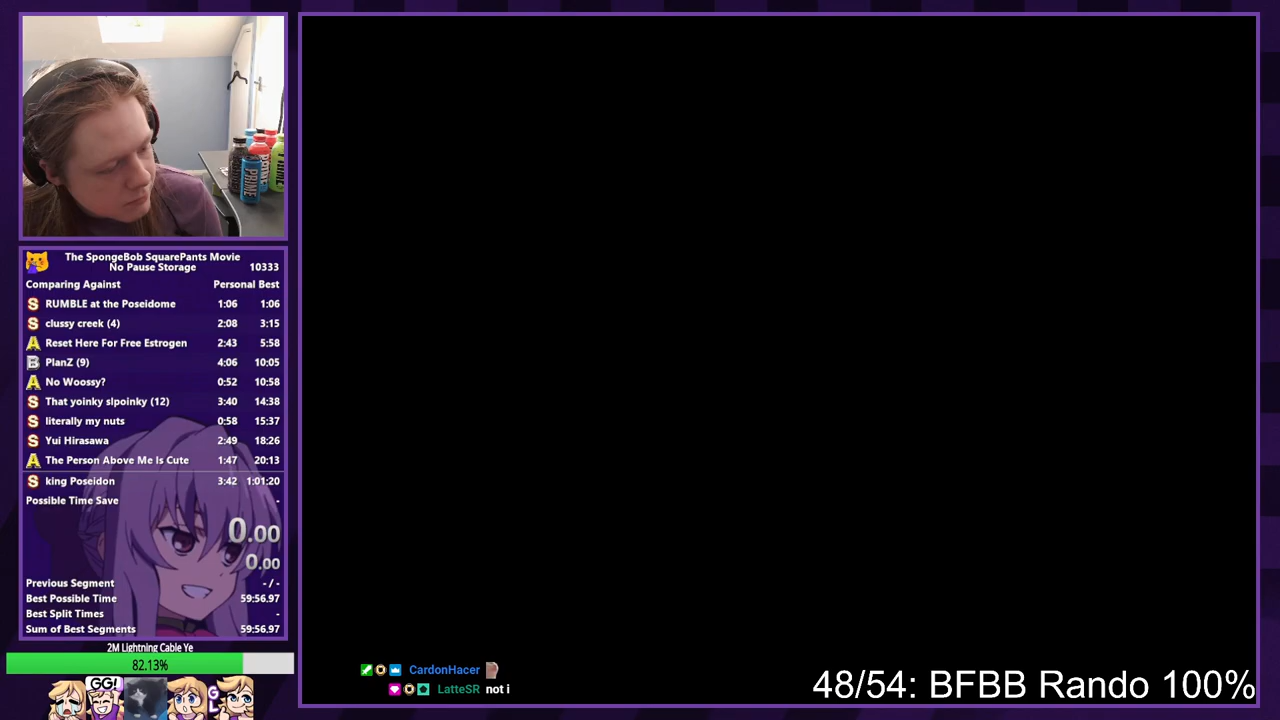 The SpongeBob SquarePants Movie
No Pause Storage 10333
Comparing Against Personal Best
S RUMBLE at the Poseidome 1:06 1:06
S clussy creek (4) 2:08 3:15
A Reset Here For Free Estrogen 2:43 5:58
B PlanZ (9) 4:06 10:05
A No Woossy? 0:52 10:58
S That yoinky slpoinky (12) 3:40 14:38
S literally my nuts 0:58 15:37
S Yui Hirasawa 2:49 18:26
A The Person Above Me Is Cute 1:47 20:13
S king Poseidon 3:42 1:01:20
Possible Time Save -
0.00
0.00
Previous Segment - / -
Best Possible Time 59:56.97
Best Split Times -
Sum of Best Segments 59:56.97
2M Lightning Cable Ye
82.13%
GG!
CardonHacer
LatteSR not i
48/54: BFBB Rando 100%
PRIME